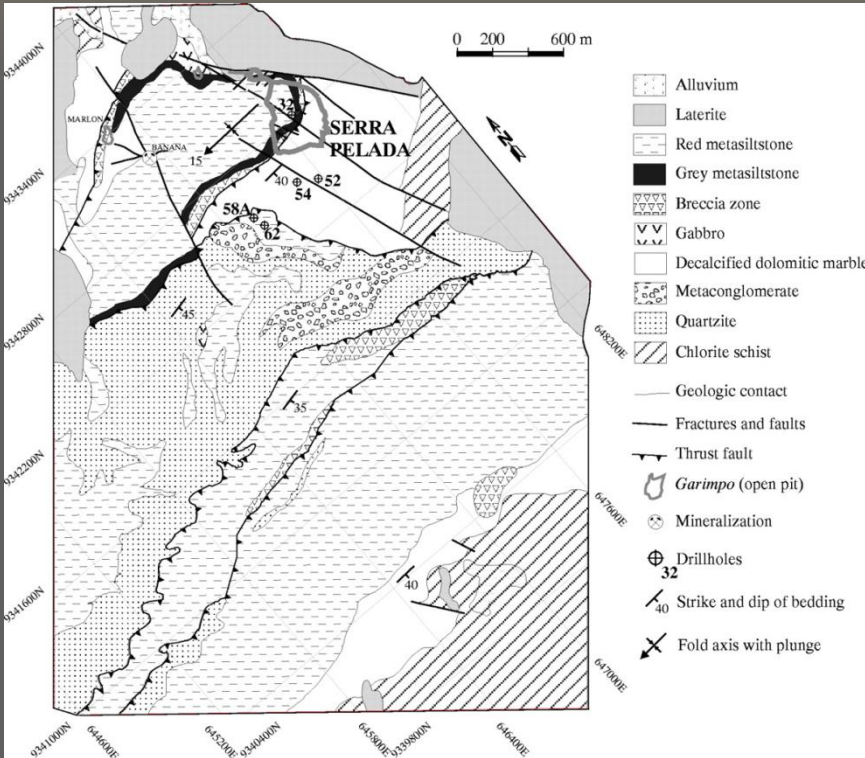 0 200 600 m
9344000N
9343400N
9342800N
9342200N
9341600N
9341000N
644600E
645200E
9340400N
645800E
9339800N
646400E
647000E
647600E
648200E
N
MARLON
BANANA
15
32
SERRA
PELADA
40
52
54
58A
62
45
35
40
Alluvium
Laterite
Red metasiltstone
Grey metasiltstone
Breccia zone
Gabbro
Decalcified dolomitic marble
Metaconglomerate
Quartzite
Chlorite schist
Geologic contact
Fractures and faults
Thrust fault
Garimpo (open pit)
Mineralization
Drillholes
32
Strike and dip of bedding
40
Fold axis with plunge